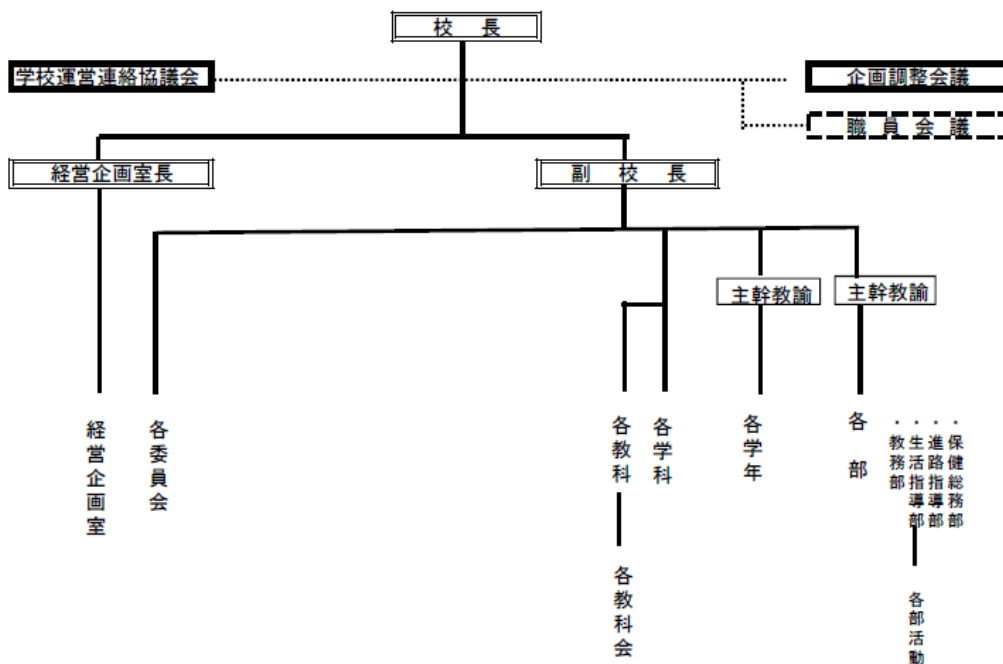 校 長
学校運営連絡協議会
企画調整会議
職 員 会 議
経営企画室長
副 校 長
主幹教諭
主幹教諭
経営企画室
各委員会
各教科
各学科
各学年
各 部
・保健総務部
・進路指導部
・生活指導部
・教務部
各教科会
各部活動